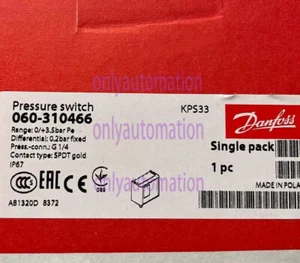 onlyautomation
Pressure switch
KPS33
060-310466
Range: 0/+3.5bar Pe
Differential: 0.2bar fixed
Press.-conn.: G 1/4
Contact type: SPDT gold
IP67
Danfoss
Single pack
1 pc
onlyautomation
onlyautomation
MADE IN POLA
AB1320D 8372